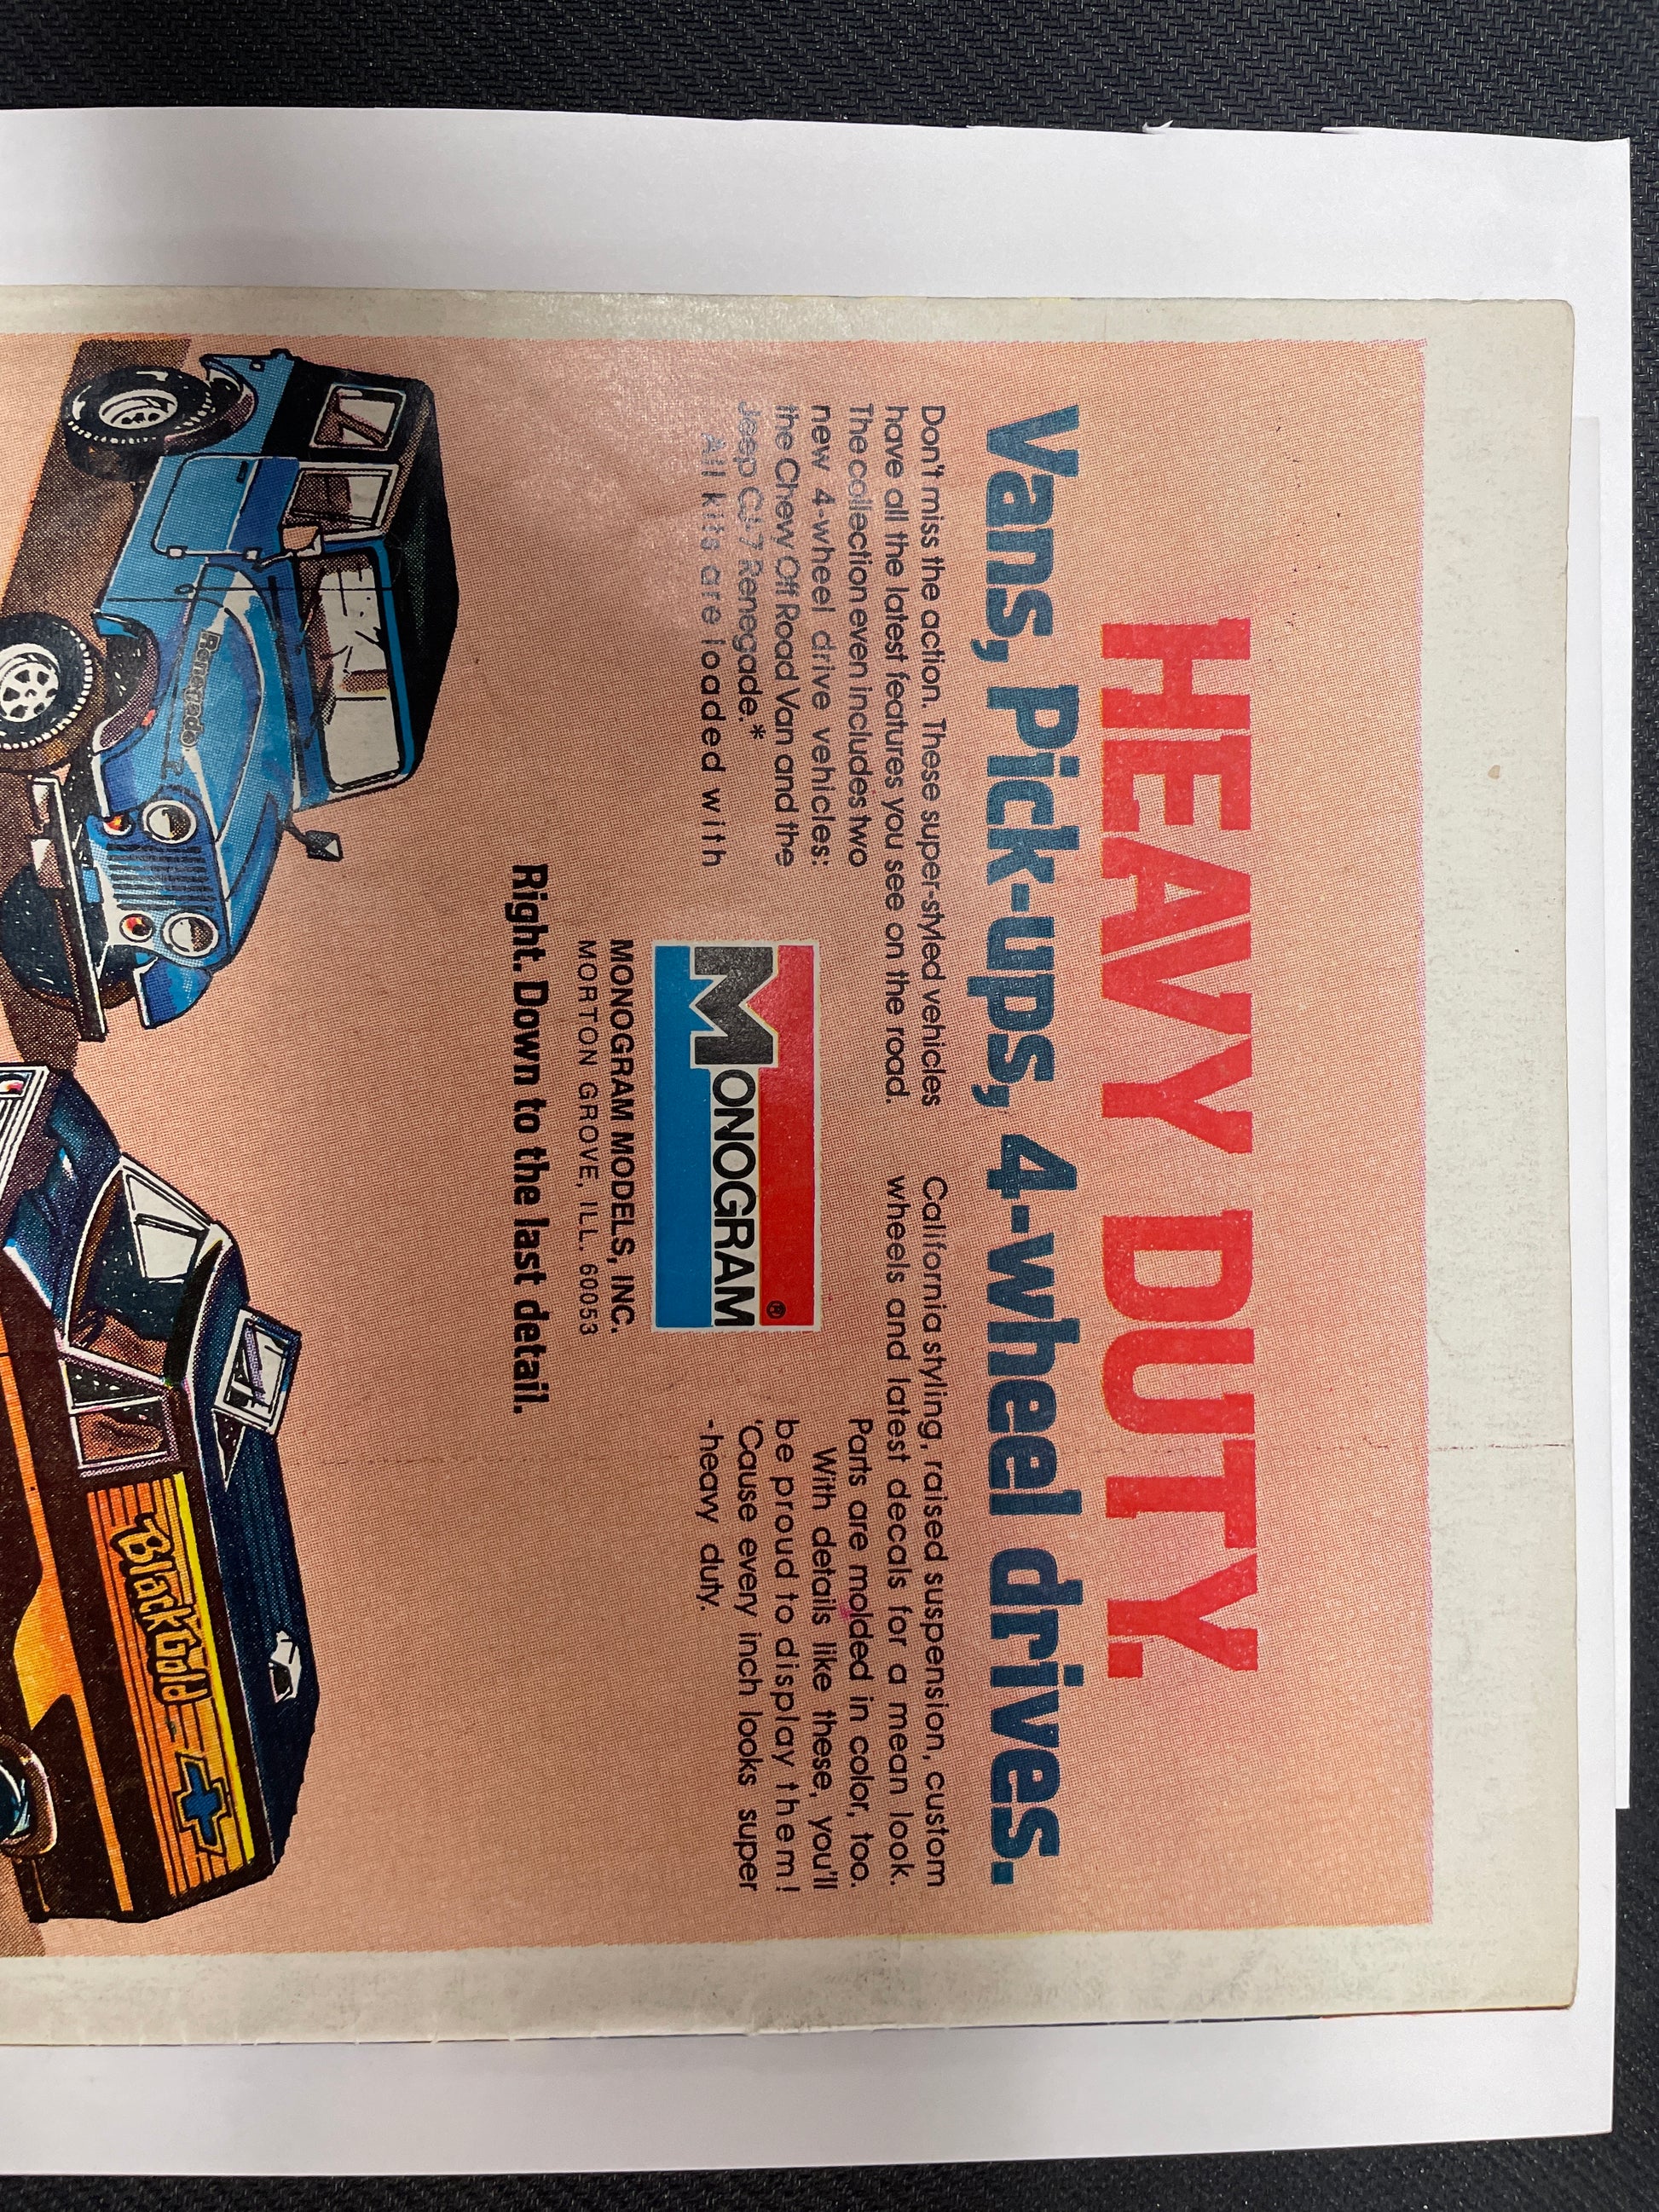 HEAVY DUTY.
Vans, Pick-ups, 4-wheel drives.
Don't miss the action. These super-styled vehicles
have all the latest features you see on the road.
The collection even includes two
new 4-wheel drive vehicles:
the Chevy Off Road Van and the
Jeep CJ-7 Renegade.*
All kits are loaded with
California styling, raised suspension, custom
wheels and latest decals for a mean look.
Parts are molded in color, too.
With details like these, you'll
be proud to display them!
'Cause every inch looks super
-heavy duty.
MONOGRAM®
MONOGRAM MODELS, INC.
MORTON GROVE, ILL. 60053
Right. Down to the last detail.
Renegade
Black Gold